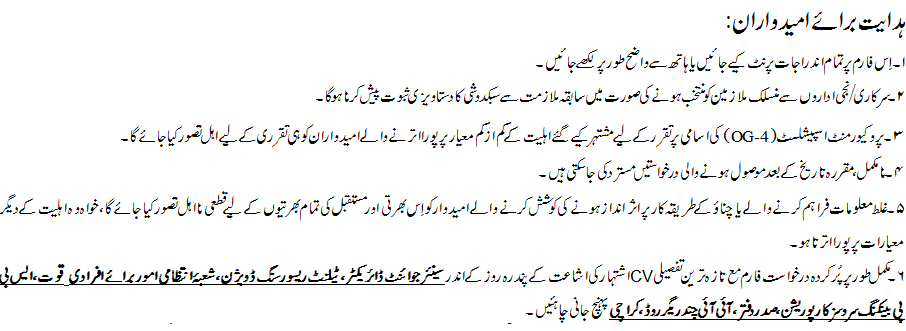 ہدایت برائے امیدواران:
۱۔ اِس فارم پر تمام اندراجات پرنٹ کیے جائیں یا ہاتھ سے واضح طور پر لکھے جائیں ۔
۲۔ سرکاری/نجی اداروں سے منسلک ملازمین کو منتخب ہونے کی صورت میں سابقہ ملازمت سے سبکدوشی کا دستاویزی ثبوت پیش کرنا ہوگا ۔
۳۔ پروکیورمنٹ اسپیشلسٹ (OG-4) کی اسامی پر تقرر کے لیے مشتہر کیے گئے اہلیت کے کم از کم معیار پر پورا اترنے والے امیدواران کو ہی تقرری کے لیے اہل تصور کیا جائے گا ۔
۴۔ نامکمل، مقررہ تاریخ کے بعد موصول ہونے والی درخواستیں مسترد کی جاسکتی ہیں ۔
۵۔ غلط معلومات فراہم کرنے والے یا چناؤ کے طریقہ کار پر اثر انداز ہونے کی کوشش کرنے والے امیدوار کو اِس بھرتی اور مستقبل کی تمام بھرتیوں کے لیے قطعی نااہل تصور کیا جائے گا، خواہ وہ اہلیت کے دیگر
معیارات پر پورا اترتا ہو ۔
۶۔ مکمل طور پر پُر کردہ درخواست فارم مع تازہ ترین تفصیلی CV اشتہار کی اشاعت کے پندرہ روز کے اندر سینئر جوائنٹ ڈائریکٹر، ٹیلنٹ ریسورسنگ ڈویژن، شعبۂ انتظامی امور برائے افرادی قوت، ایس بی
پی بینکنگ سروسز کارپوریشن، صدر دفتر، آئی آئی چندریگر روڈ، کراچی پہنچ جانی چاہئیں ۔